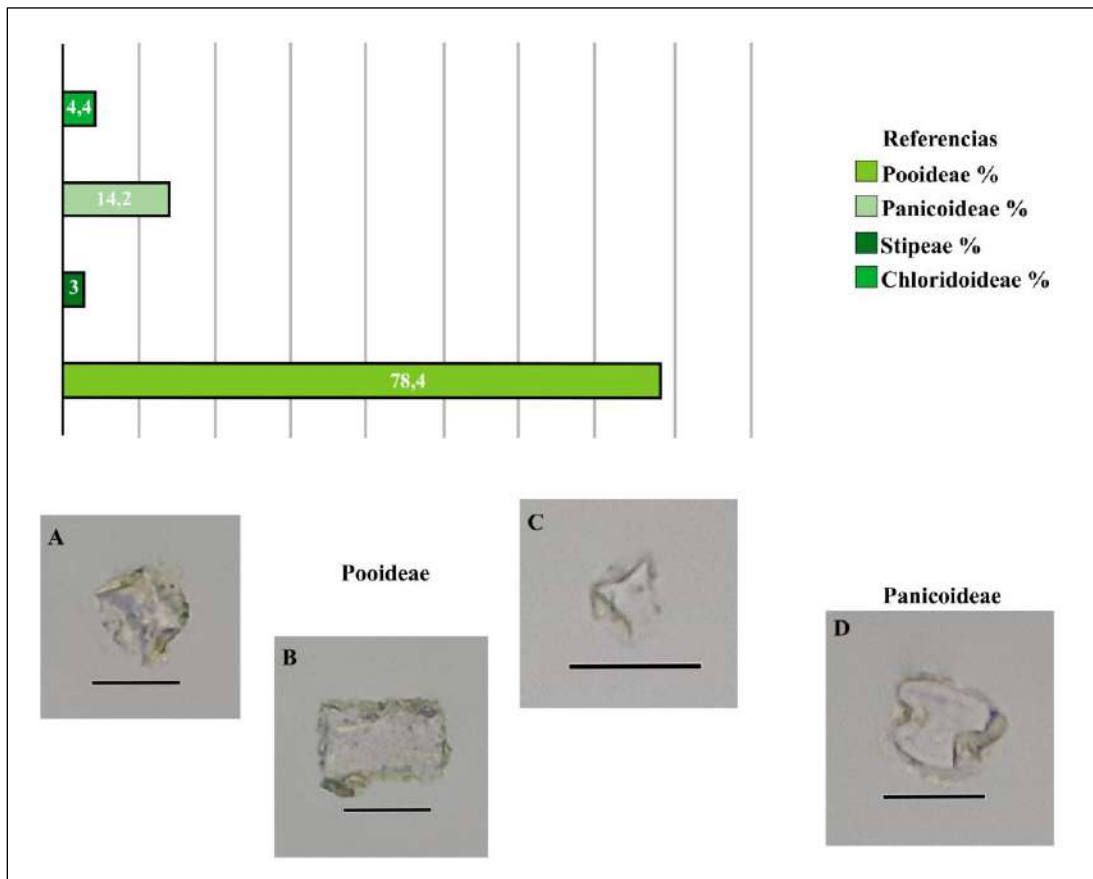 4,4
14,2
3
78,4
Referencias
Pooideae %
Panicoideae %
Stipeae %
Chloridoideae %
A
Pooideae
B
C
Panicoideae
D